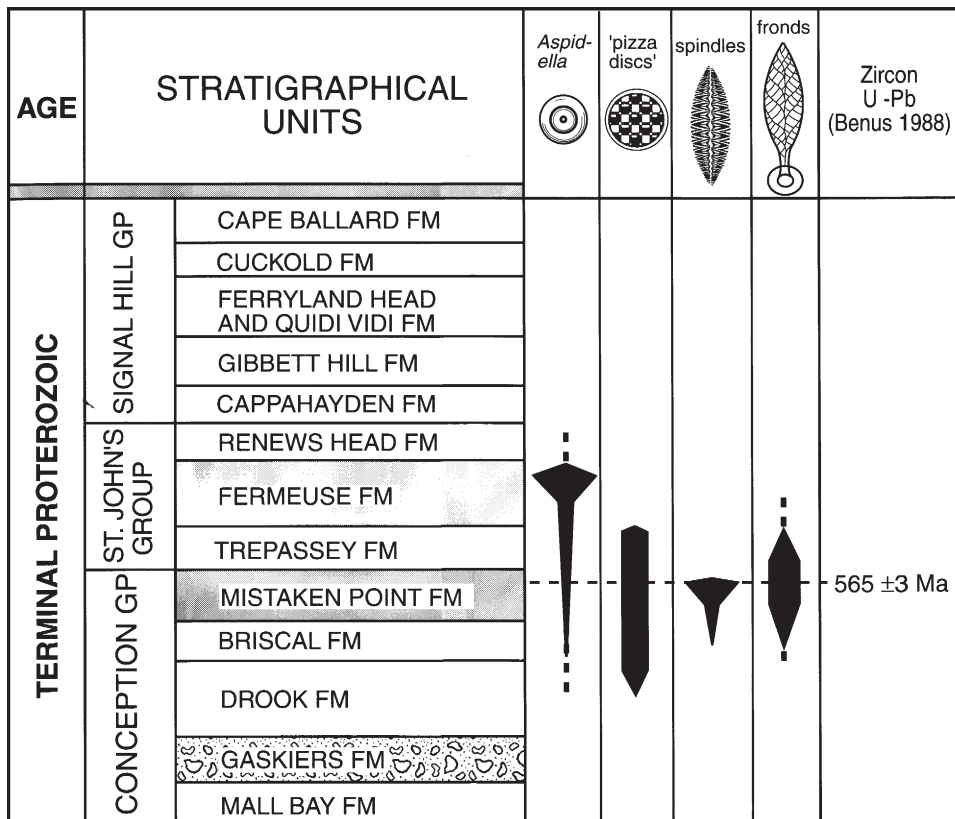 AGE
STRATIGRAPHICAL
UNITS
Aspid-
ella
'pizza
discs'
spindles
fronds
Zircon
U -Pb
(Benus 1988)
TERMINAL PROTEROZOIC
SIGNAL HILL GP
CAPE BALLARD FM
CUCKOLD FM
FERRYLAND HEAD
AND QUIDI VIDI FM
GIBBETT HILL FM
CAPPAHAYDEN FM
ST. JOHN'S
GROUP
RENEWS HEAD FM
FERMEUSE FM
TREPASSEY FM
CONCEPTION GP
MISTAKEN POINT FM
565 ±3 Ma
BRISCAL FM
DROOK FM
GASKIERS FM
MALL BAY FM